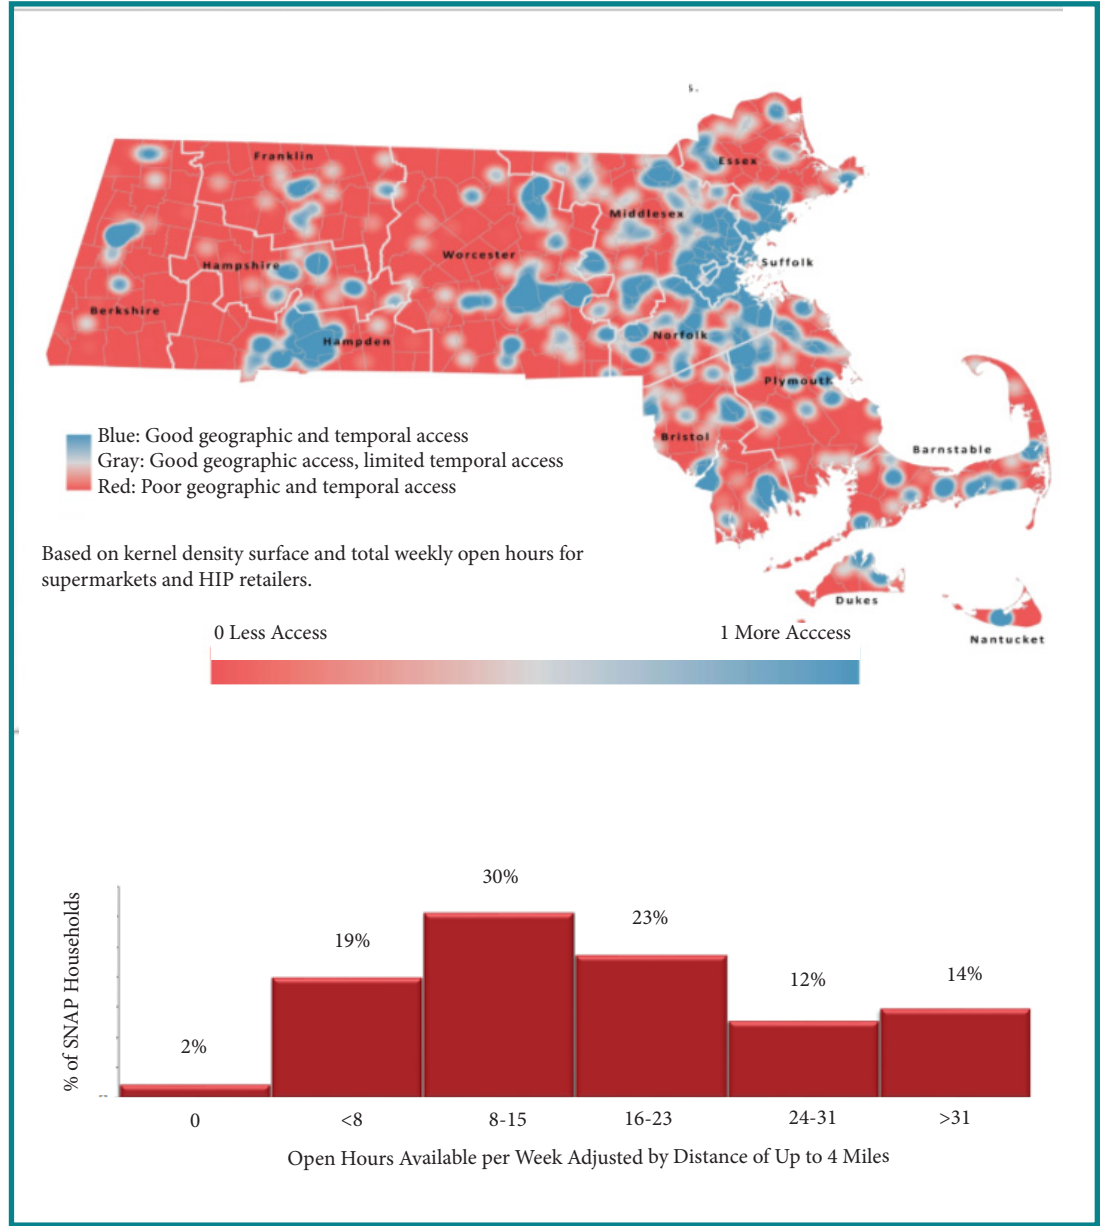 s.
Essex
Franklin
Middlesex
Worcester
Suffolk
Hampshire
Berkshire
Norfolk
Hampden
Plymouth
Bristol
Barnstable
Dukes
Nantucket
Blue: Good geographic and temporal access
Gray: Good geographic access, limited temporal access
Red: Poor geographic and temporal access
Based on kernel density surface and total weekly open hours for
supermarkets and HIP retailers.
0 Less Access
1 More Acccess
% of SNAP Households
2%
19%
30%
23%
12%
14%
0
<8
8-15
16-23
24-31
>31
Open Hours Available per Week Adjusted by Distance of Up to 4 Miles